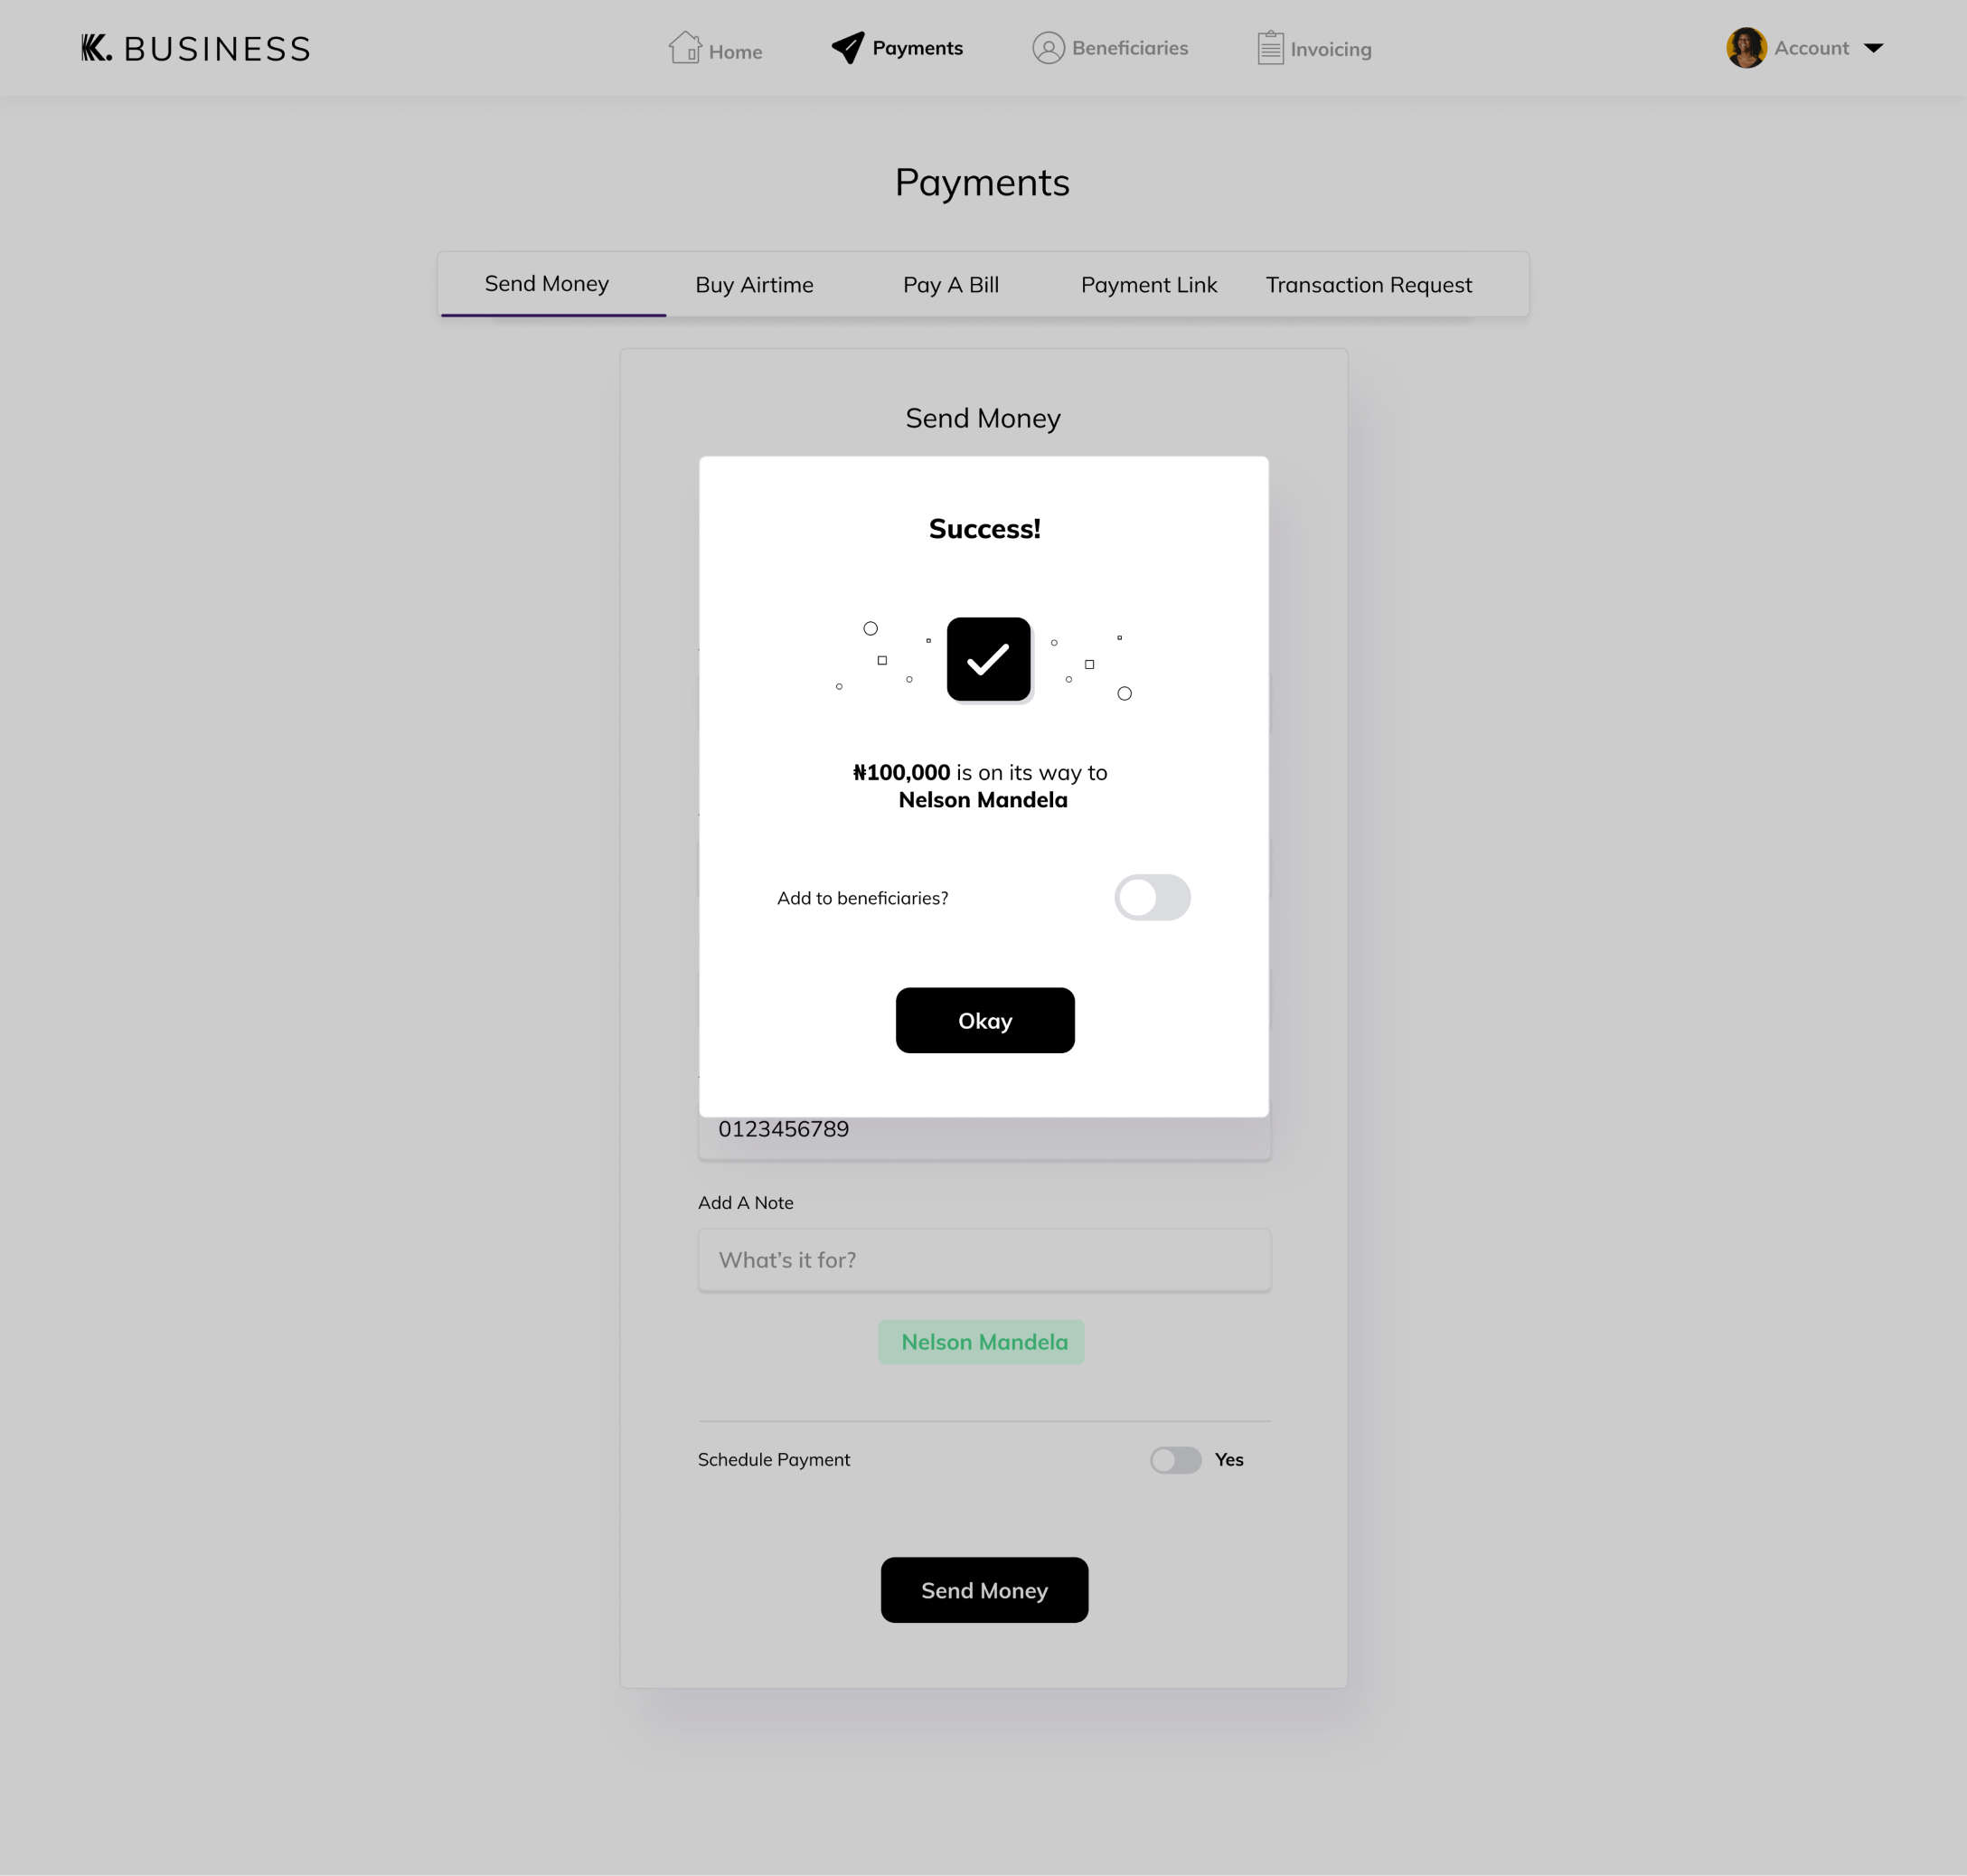 K. BUSINESS
Home
Payments
Beneficiaries
Invoicing
Account
Payments
Send Money
Buy Airtime
Pay A Bill
Payment Link
Transaction Request
Send Money
Success!
₦100,000 is on its way to
Nelson Mandela
Add to beneficiaries?
Okay
0123456789
Add A Note
What's it for?
Nelson Mandela
Schedule Payment
Yes
Send Money